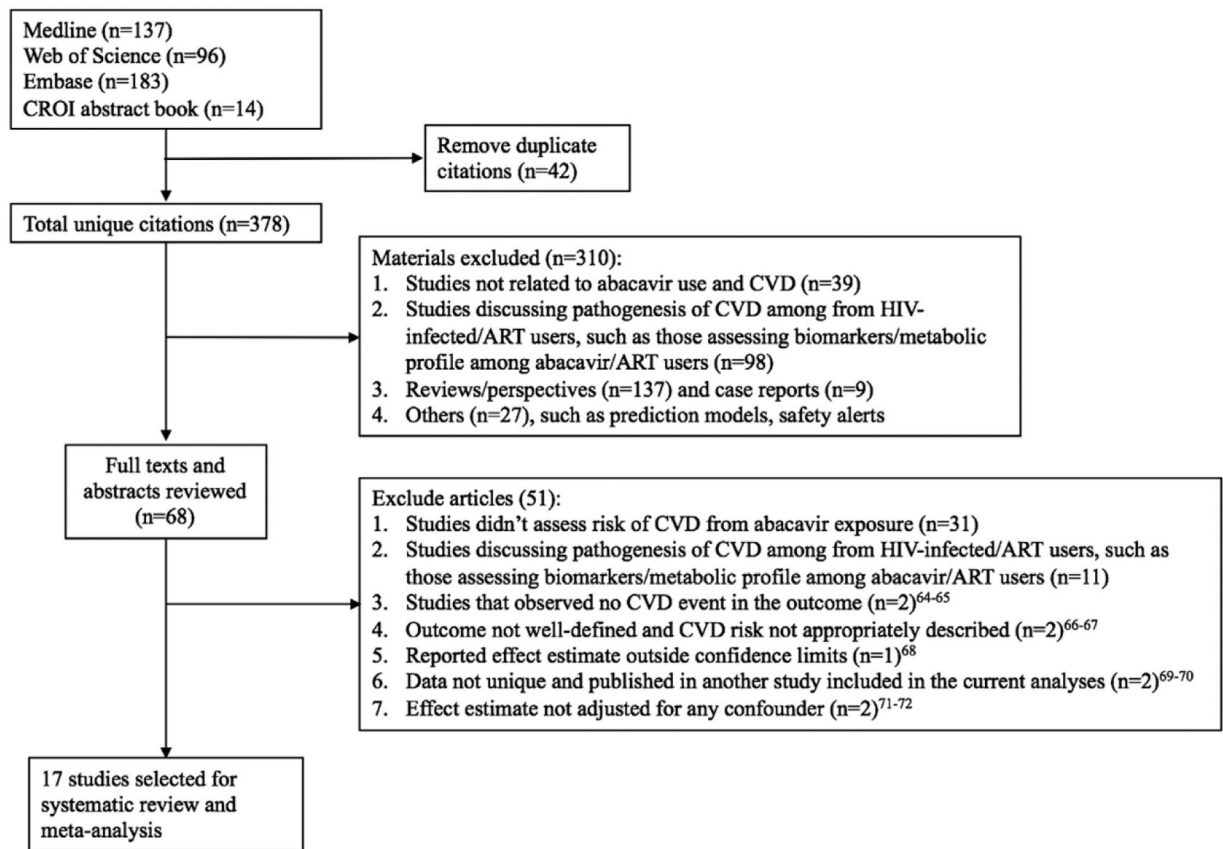 Medline (n=137)
Web of Science (n=96)
Embase (n=183)
CROI abstract book (n=14)
Remove duplicate
citations (n=42)
Total unique citations (n=378)
Materials excluded (n=310):
1. Studies not related to abacavir use and CVD (n=39)
2. Studies discussing pathogenesis of CVD among from HIV-
infected/ART users, such as those assessing biomarkers/metabolic
profile among abacavir/ART users (n=98)
3. Reviews/perspectives (n=137) and case reports (n=9)
4. Others (n=27), such as prediction models, safety alerts
Full texts and
abstracts reviewed
(n=68)
Exclude articles (51):
1. Studies didn't assess risk of CVD from abacavir exposure (n=31)
2. Studies discussing pathogenesis of CVD among from HIV-infected/ART users, such as
those assessing biomarkers/metabolic profile among abacavir/ART users (n=11)
3. Studies that observed no CVD event in the outcome (n=2)64-65
4. Outcome not well-defined and CVD risk not appropriately described (n=2)66-67
5. Reported effect estimate outside confidence limits (n=1)68
6. Data not unique and published in another study included in the current analyses (n=2)69-70
7. Effect estimate not adjusted for any confounder (n=2)71-72
17 studies selected for
systematic review and
meta-analysis